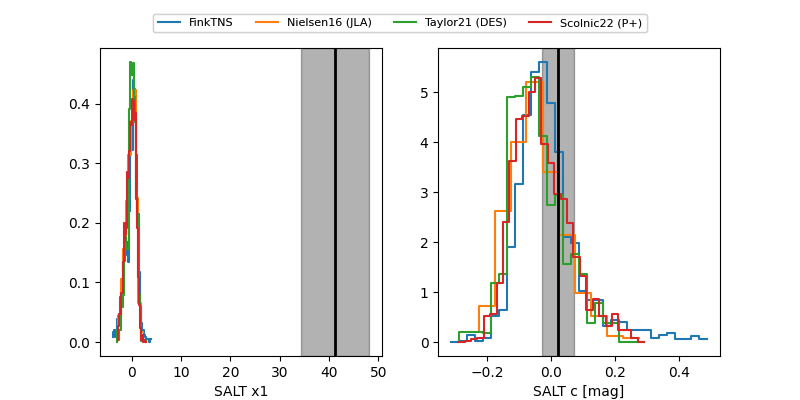 FinkTNS Nielsen16 (JLA) Taylor21 (DES) Scolnic22 (P+)
0.4
0.3
0.2
0.1
0.0
0 10 20 30 40 50
SALT x1
5
4
3
2
1
0
−0.2 0.0 0.2 0.4
SALT c [mag]